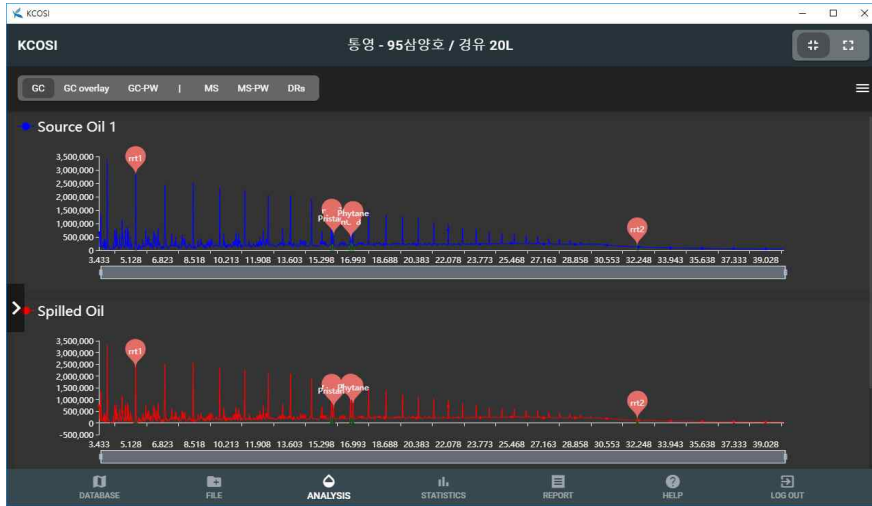 KCOSI
KCOSI 통영 - 95삼양호 / 경유 20L
GC GC overlay GC-PW | MS MS-PW DRs
Source Oil 1
3,500,000
3,000,000
2,500,000
2,000,000
1,500,000
1,000,000
500,000
0
rrt1
Phytane
rrt2
3.433 5.128 6.823 8.518 10.213 11.908 13.603 15.298 16.993 18.688 20.383 22.078 23.773 25.468 27.163 28.858 30.553 32.248 33.943 35.638 37.333 39.028
Spilled Oil
3,500,000
3,000,000
2,500,000
2,000,000
1,500,000
1,000,000
500,000
0
-500,000
rrt1
rrt2
3.433 5.128 6.823 8.518 10.213 11.908 13.603 15.298 16.993 18.688 20.383 22.078 23.773 25.468 27.163 28.858 30.553 32.248 33.943 35.638 37.333 39.028
DATABASE FILE ANALYSIS STATISTICS REPORT HELP LOG OUT